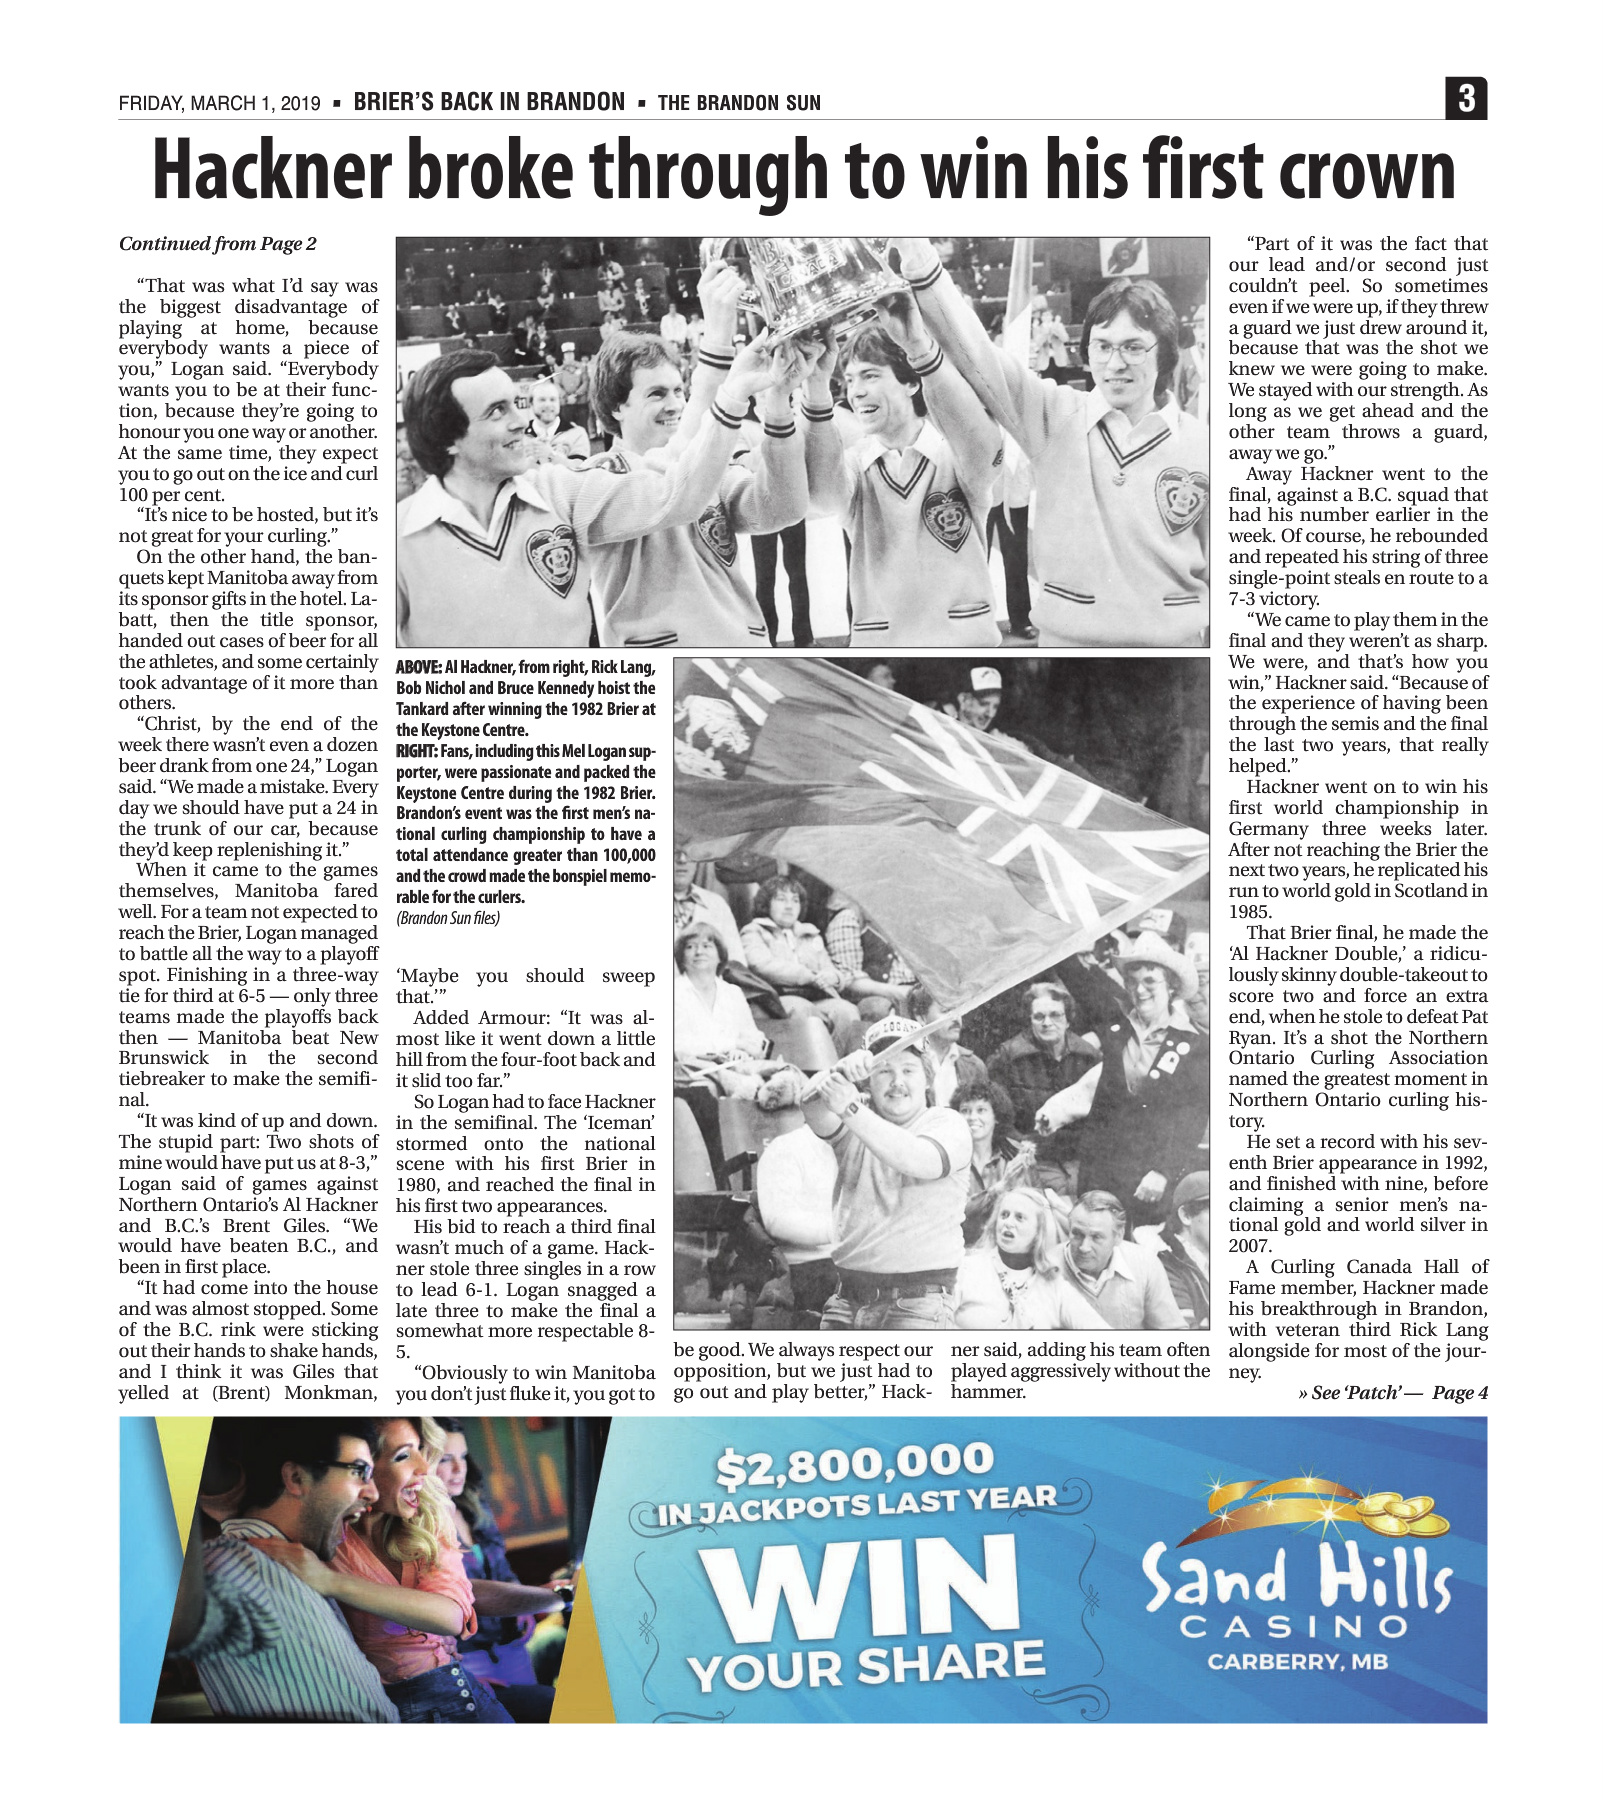 FRIDAY, MARCH 1, 2019 ▪ BRIER'S BACK IN BRANDON ▪ THE BRANDON SUN
3
Hackner broke through to win his first crown
Continued from Page 2
“That was what I’d say was
the biggest disadvantage of
playing at home, because
everybody wants a piece of
you,” Logan said. “Everybody
wants you to be at their func-
tion, because they’re going to
honour you one way or another.
At the same time, they expect
you to go out on the ice and curl
100 per cent.
“It’s nice to be hosted, but it’s
not great for your curling.”
On the other hand, the ban-
quets kept Manitoba away from
its sponsor gifts in the hotel. La-
batt, then the title sponsor,
handed out cases of beer for all
the athletes, and some certainly
took advantage of it more than
others.
“Christ, by the end of the
week there wasn’t even a dozen
beer drank from one 24,” Logan
said. “We made a mistake. Every
day we should have put a 24 in
the trunk of our car, because
they’d keep replenishing it.”
When it came to the games
themselves, Manitoba fared
well. For a team not expected to
reach the Brier, Logan managed
to battle all the way to a playoff
spot. Finishing in a three-way
tie for third at 6-5 — only three
teams made the playoffs back
then — Manitoba beat New
Brunswick in the second
tiebreaker to make the semifi-
nal.
“It was kind of up and down.
The stupid part: Two shots of
mine would have put us at 8-3,”
Logan said of games against
Northern Ontario’s Al Hackner
and B.C.’s Brent Giles. “We
would have beaten B.C., and
been in first place.
“It had come into the house
and was almost stopped. Some
of the B.C. rink were sticking
out their hands to shake hands,
and I think it was Giles that
yelled at (Brent) Monkman,
ABOVE: Al Hackner, from right, Rick Lang,
Bob Nichol and Bruce Kennedy hoist the
Tankard after winning the 1982 Brier at
the Keystone Centre.
RIGHT: Fans, including this Mel Logan sup-
porter, were passionate and packed the
Keystone Centre during the 1982 Brier.
Brandon’s event was the first men’s na-
tional curling championship to have a
total attendance greater than 100,000
and the crowd made the bonspiel memo-
rable for the curlers.
(Brandon Sun files)
‘Maybe you should sweep
that.’”
Added Armour: “It was al-
most like it went down a little
hill from the four-foot back and
it slid too far.”
So Logan had to face Hackner
in the semifinal. The ‘Iceman’
stormed onto the national
scene with his first Brier in
1980, and reached the final in
his first two appearances.
His bid to reach a third final
wasn’t much of a game. Hack-
ner stole three singles in a row
to lead 6-1. Logan snagged a
late three to make the final a
somewhat more respectable 8-
5.
“Obviously to win Manitoba
you don’t just fluke it, you got to
be good. We always respect our
opposition, but we just had to
go out and play better,” Hack-
ner said, adding his team often
played aggressively without the
hammer.
“Part of it was the fact that
our lead and/or second just
couldn’t peel. So sometimes
even if we were up, if they threw
a guard we just drew around it,
because that was the shot we
knew we were going to make.
We stayed with our strength. As
long as we get ahead and the
other team throws a guard,
away we go.”
Away Hackner went to the
final, against a B.C. squad that
had his number earlier in the
week. Of course, he rebounded
and repeated his string of three
single-point steals en route to a
7-3 victory.
“We came to play them in the
final and they weren’t as sharp.
We were, and that’s how you
win,” Hackner said. “Because of
the experience of having been
through the semis and the final
the last two years, that really
helped.”
Hackner went on to win his
first world championship in
Germany three weeks later.
After not reaching the Brier the
next two years, he replicated his
run to world gold in Scotland in
1985.
That Brier final, he made the
‘Al Hackner Double,’ a ridicu-
lously skinny double-takeout to
score two and force an extra
end, when he stole to defeat Pat
Ryan. It’s a shot the Northern
Ontario Curling Association
named the greatest moment in
Northern Ontario curling his-
tory.
He set a record with his sev-
enth Brier appearance in 1992,
and finished with nine, before
claiming a senior men’s na-
tional gold and world silver in
2007.
A Curling Canada Hall of
Fame member, Hackner made
his breakthrough in Brandon,
with veteran third Rick Lang
alongside for most of the jour-
ney.
» See ‘Patch’ — Page 4
$2,800,000
IN JACKPOTS LAST YEAR
WIN
YOUR SHARE
Sand Hills
CASINO
CARBERRY, MB